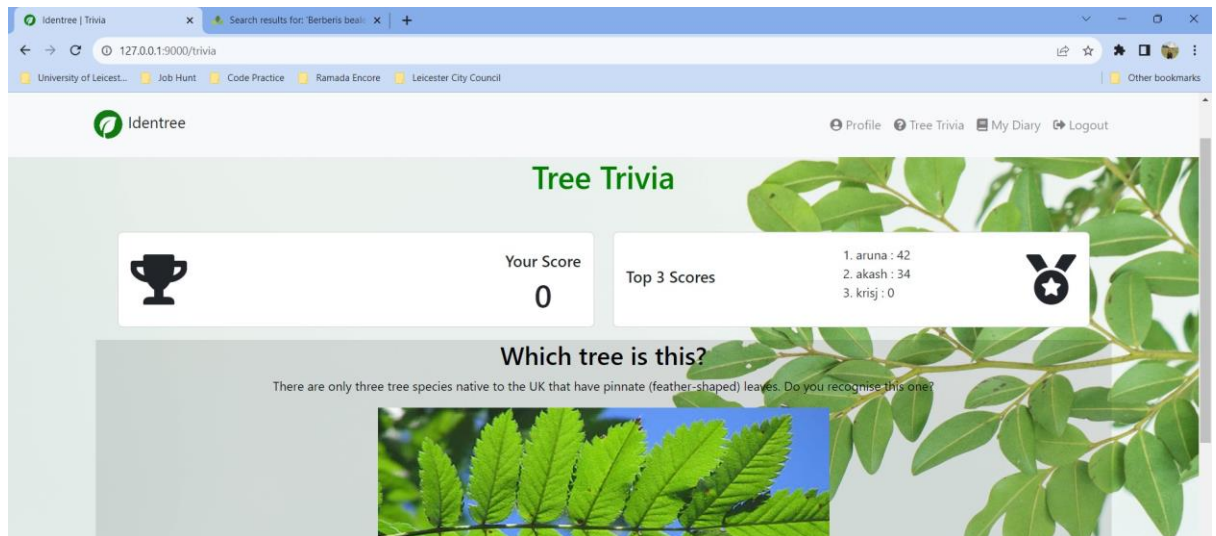 Identree | Trivia
Search results for: 'Berberis beale
127.0.0.1:9000/trivia
University of Leicest... Job Hunt Code Practice Ramada Encore Leicester City Council Other bookmarks
Identree Profile Tree Trivia My Diary Logout
Tree Trivia
Your Score
0
Top 3 Scores
1. aruna : 42
2. akash : 34
3. krisj : 0
Which tree is this?
There are only three tree species native to the UK that have pinnate (feather-shaped) leaves. Do you recognise this one?